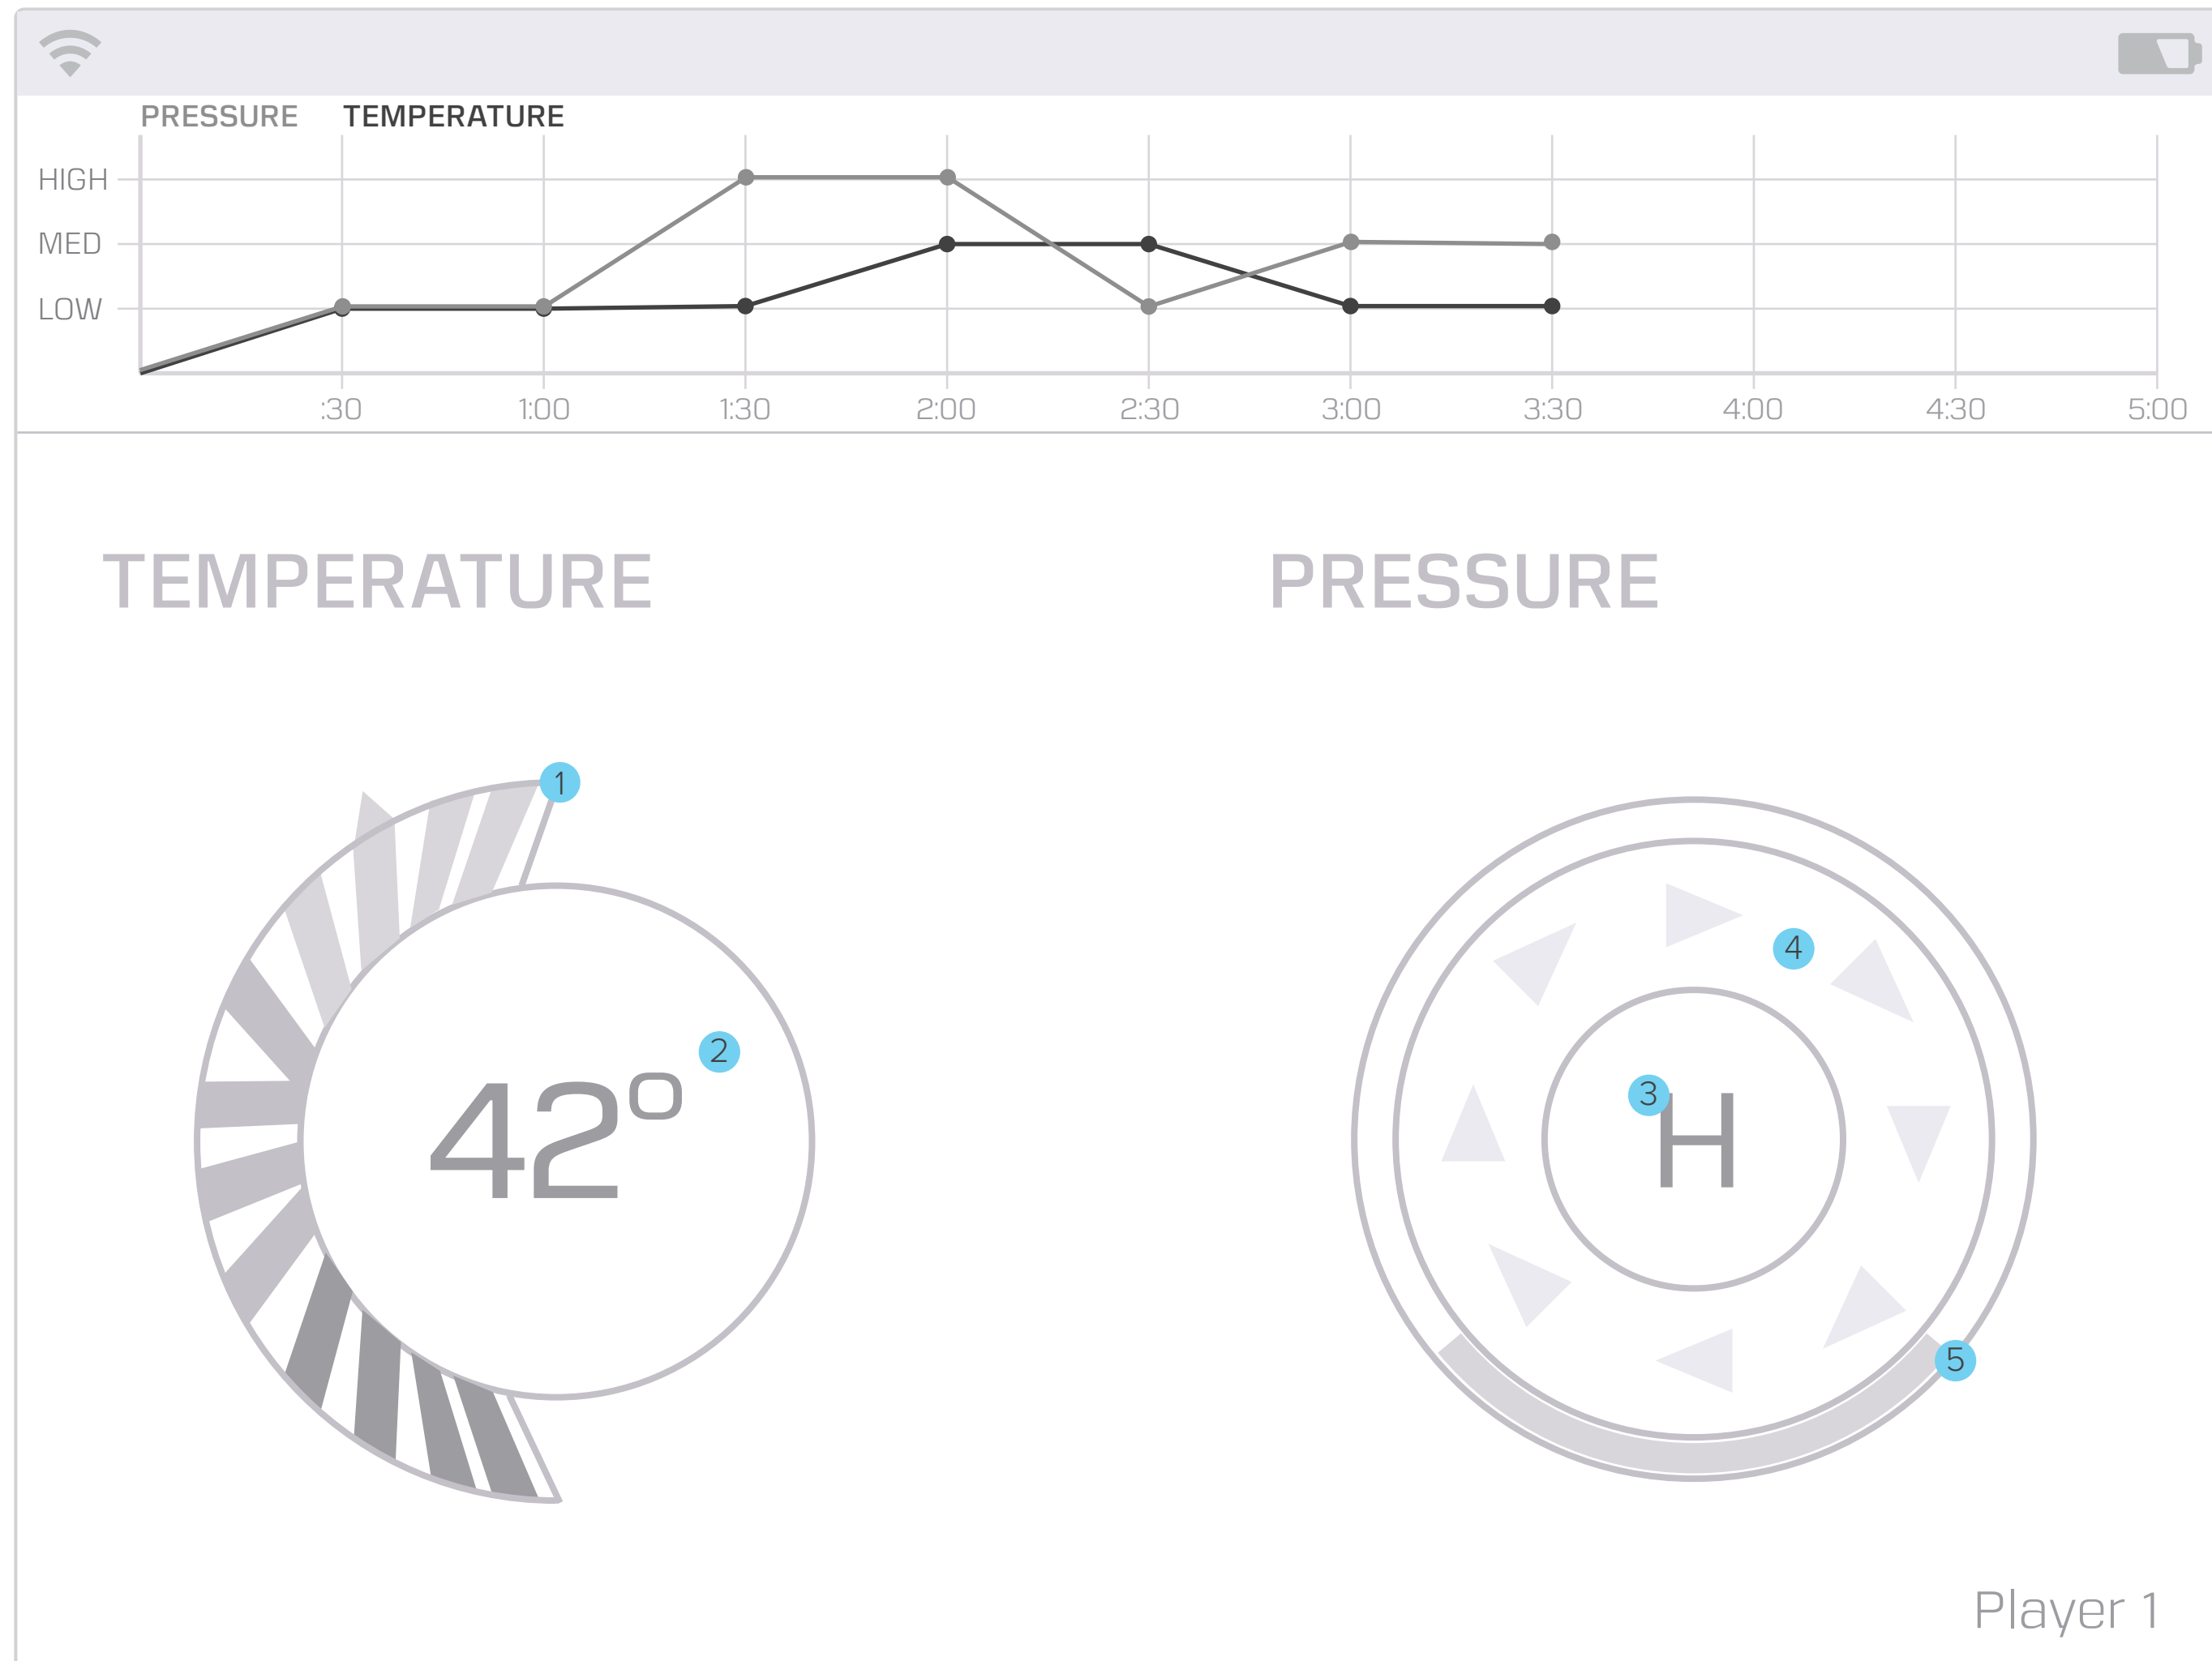 PRESSURE TEMPERATURE
HIGH
MED
LOW
:30 1:00 1:30 2:00 2:30 3:00 3:30 4:00 4:30 5:00
TEMPERATURE PRESSURE
1
4
2
42°
3
H
5
Player 1